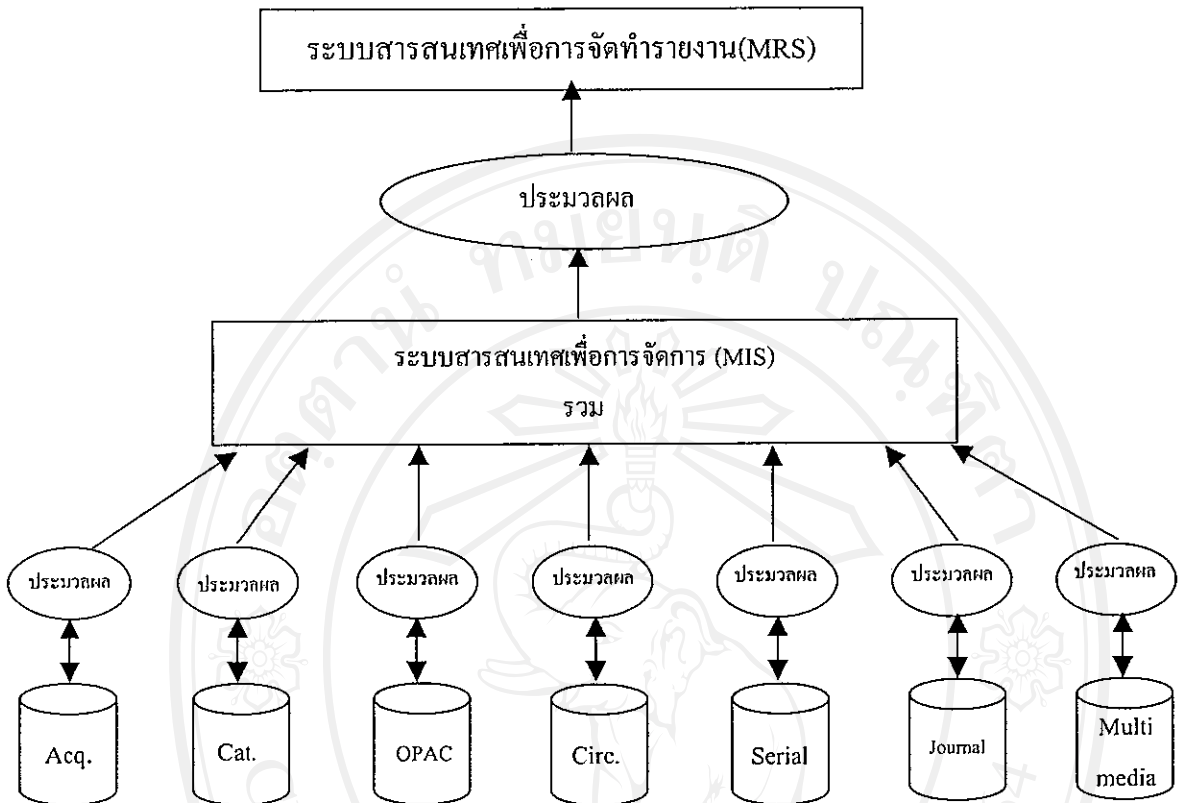 ระบบสารสนเทศเพื่อการจัดทำรายงาน(MRS)
ประมวลผล
ระบบสารสนเทศเพื่อการจัดการ (MIS)
รวม
ประมวลผล
ประมวลผล
ประมวลผล
ประมวลผล
ประมวลผล
ประมวลผล
ประมวลผล
Acq.
Cat.
OPAC
Circ.
Serial
Journal
Multi
media